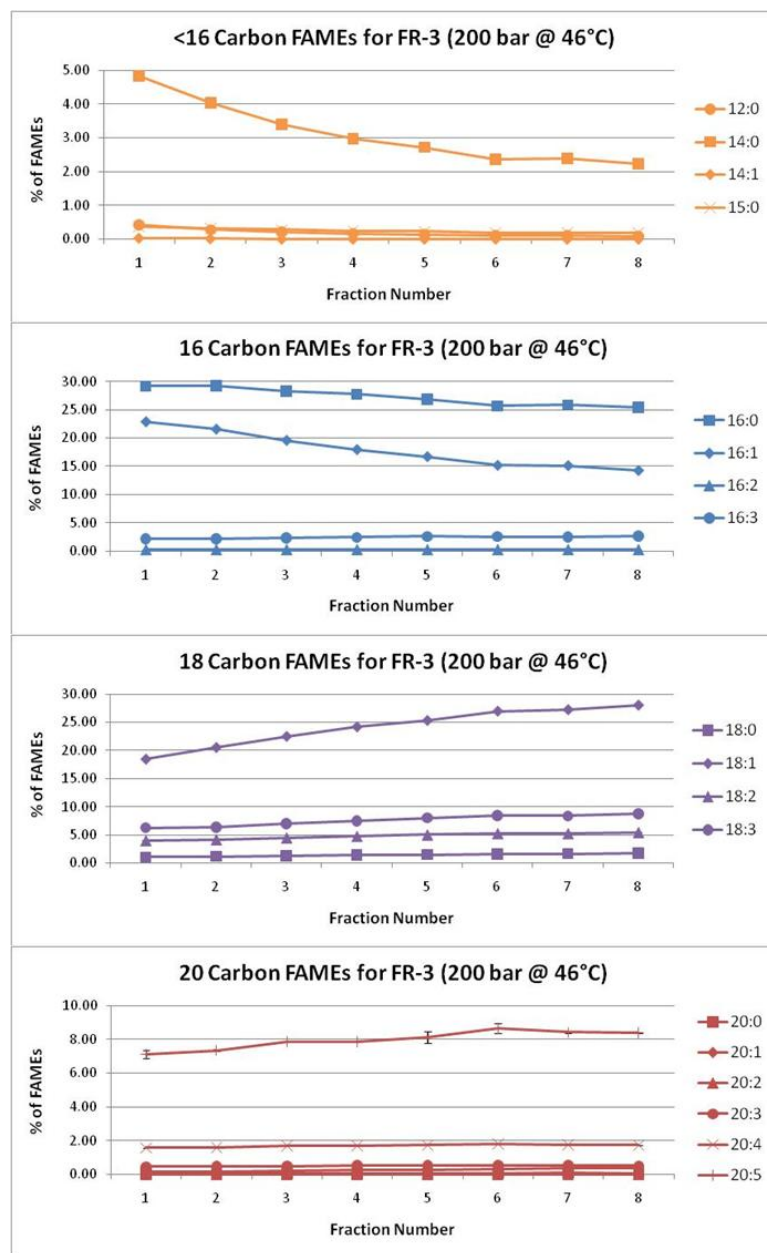 <16 Carbon FAMEs for FR-3 (200 bar @ 46°C)
5.00
4.00
3.00
2.00
1.00
0.00
% of FAMEs
1 2 3 4 5 6 7 8
Fraction Number
12:0
14:0
14:1
15:0
16 Carbon FAMEs for FR-3 (200 bar @ 46°C)
30.00
25.00
20.00
15.00
10.00
5.00
0.00
% of FAMEs
1 2 3 4 5 6 7 8
Fraction Number
16:0
16:1
16:2
16:3
18 Carbon FAMEs for FR-3 (200 bar @ 46°C)
30.00
25.00
20.00
15.00
10.00
5.00
0.00
% of FAMEs
1 2 3 4 5 6 7 8
Fraction Number
18:0
18:1
18:2
18:3
20 Carbon FAMEs for FR-3 (200 bar @ 46°C)
10.00
8.00
6.00
4.00
2.00
0.00
% of FAMEs
1 2 3 4 5 6 7 8
Fraction Number
20:0
20:1
20:2
20:3
20:4
20:5